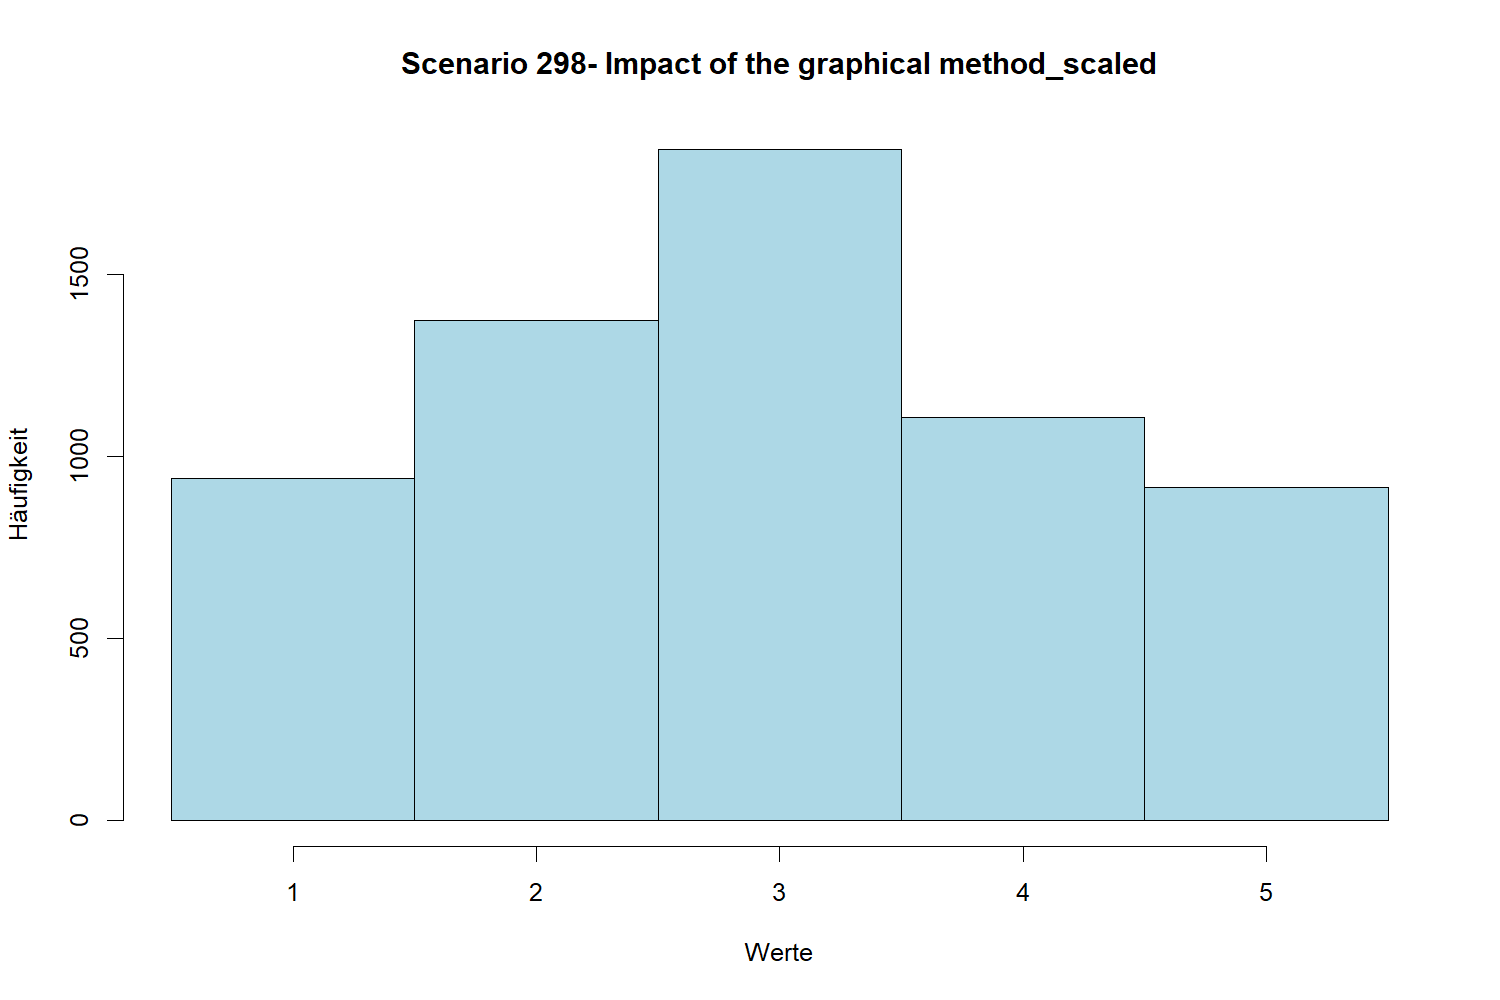 Scenario 298- Impact of the graphical method_scaled
Häufigkeit
1500
1000
500
0
1 2 3 4 5
Werte